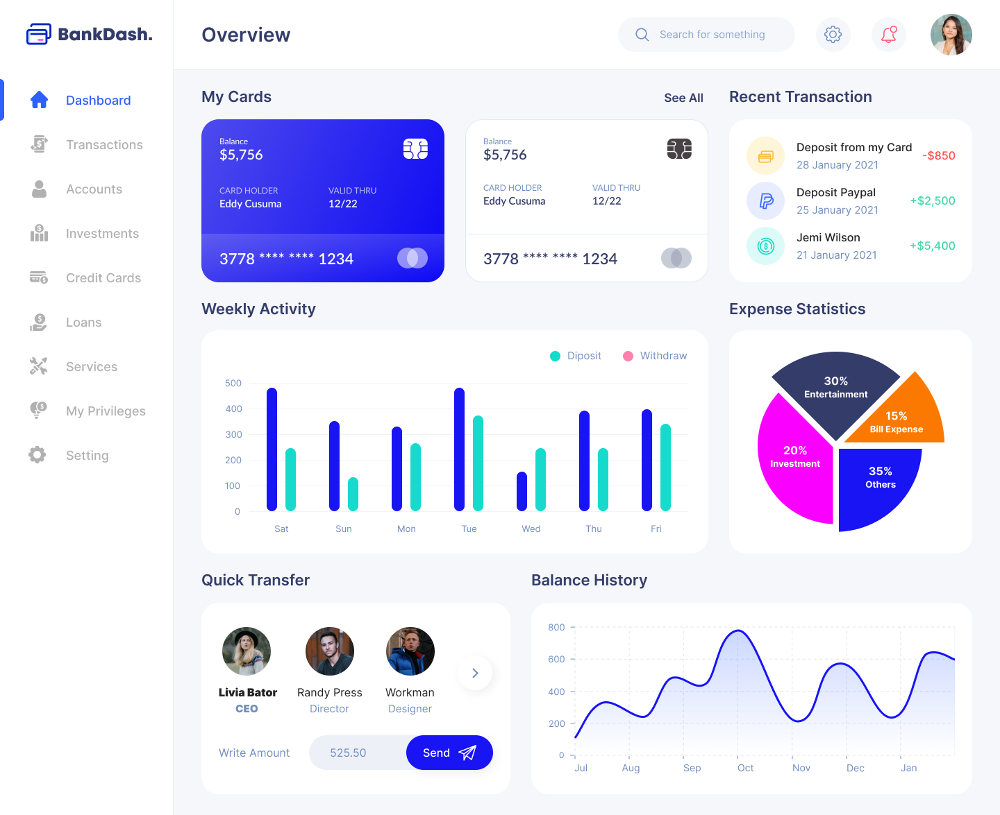 BankDash.
Overview
Search for something
Dashboard
Transactions
Accounts
Investments
Credit Cards
Loans
Services
My Privileges
Setting
My Cards
See All
Balance
$5,756
CARD HOLDER
VALID THRU
Eddy Cusuma
12/22
3778 **** **** 1234
Balance
$5,756
CARD HOLDER
VALID THRU
Eddy Cusuma
12/22
3778 **** **** 1234
Recent Transaction
Deposit from my Card
28 January 2021
-$850
Deposit Paypal
25 January 2021
+$2,500
Jemi Wilson
21 January 2021
+$5,400
Weekly Activity
Diposit
Withdraw
500
400
300
200
100
0
Sat Sun Mon Tue Wed Thu Fri
Expense Statistics
30%
Entertainment
15%
Bill Expense
20%
Investment
35%
Others
Quick Transfer
Livia Bator
CEO
Randy Press
Director
Workman
Designer
Write Amount
525.50
Send
Balance History
800
600
400
200
0
Jul Aug Sep Oct Nov Dec Jan